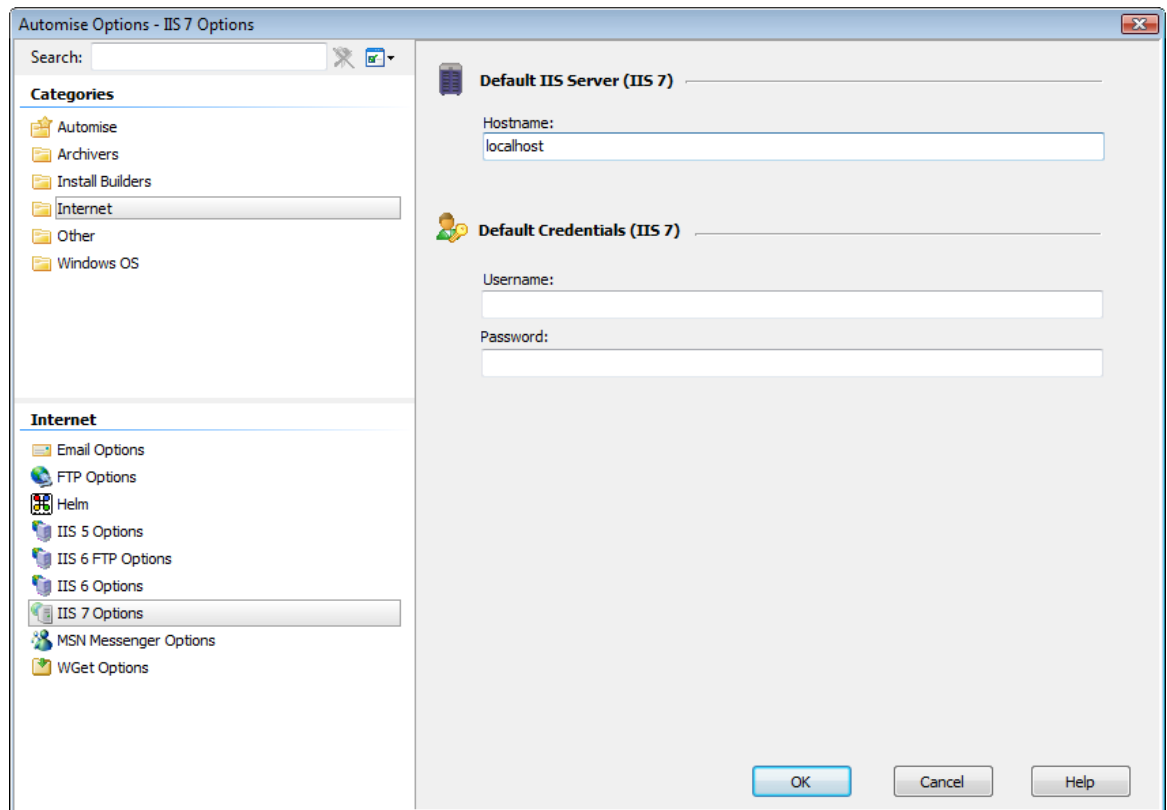 Automise Options - IIS 7 Options
Search:
Categories
Automise
Archivers
Install Builders
Internet
Other
Windows OS
Internet
Email Options
FTP Options
Helm
IIS 5 Options
IIS 6 FTP Options
IIS 6 Options
IIS 7 Options
MSN Messenger Options
WGet Options
Default IIS Server (IIS 7)
Hostname:
localhost
Default Credentials (IIS 7)
Username:
Password:
OK Cancel Help